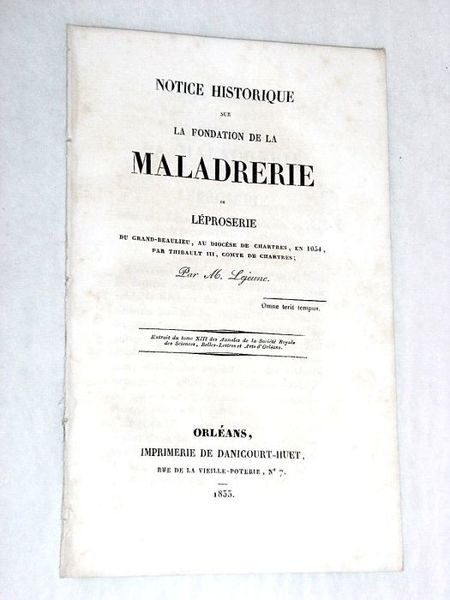 NOTICE HISTORIQUE
SUR
LA FONDATION DE LA
MALADRERIE
OU
LÉPROSERIE
DU GRAND-BEAULIEU, AU DIOCÈSE DE CHARTRES, EN 1054,
PAR THIBAULT III, COMTE DE CHARTRES;
Par M. Lejeune.
Omne terit tempus.
Extrait du tome XIII des Annales de la Société Royale
des Sciences, Belles-Lettres et Arts d'Orléans.
ORLÉANS,
IMPRIMERIE DE DANICOURT-HUET,
RUE DE LA VIEILLE-POTERIE, N° 7.
1833.